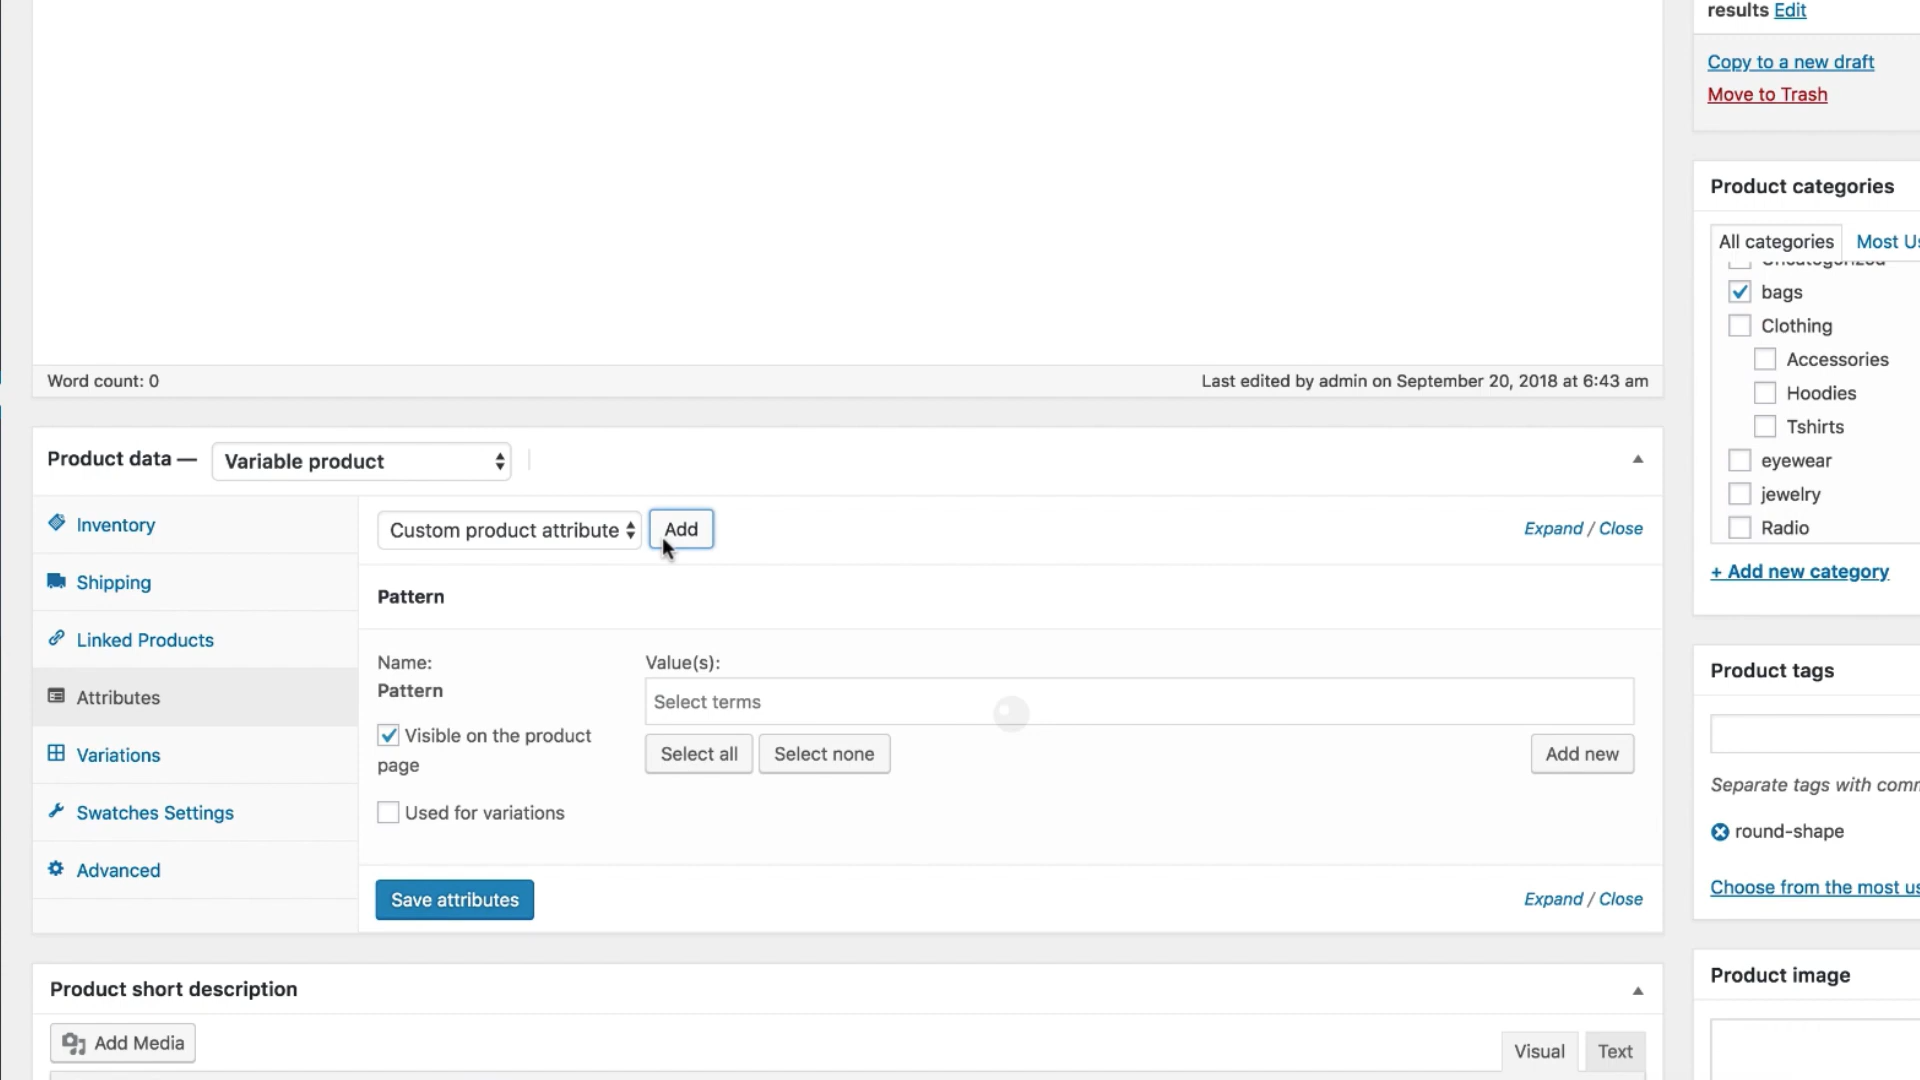 results Edit
Copy to a new draft
Move to Trash
Product categories
All categories Most Us
Uncategorized
bags
Clothing
Accessories
Hoodies
Tshirts
eyewear
jewelry
Radio
+ Add new category
Word count: 0
Last edited by admin on September 20, 2018 at 6:43 am
Product data — Variable product
Inventory
Shipping
Linked Products
Attributes
Variations
Swatches Settings
Advanced
Custom product attribute Add
Expand / Close
Pattern
Name:
Pattern
Visible on the product
page
Used for variations
Value(s):
Select terms
Select all Select none Add new
Save attributes
Expand / Close
Product tags
Separate tags with comm
round-shape
Choose from the most us
Product short description
Add Media
Visual Text
Product image